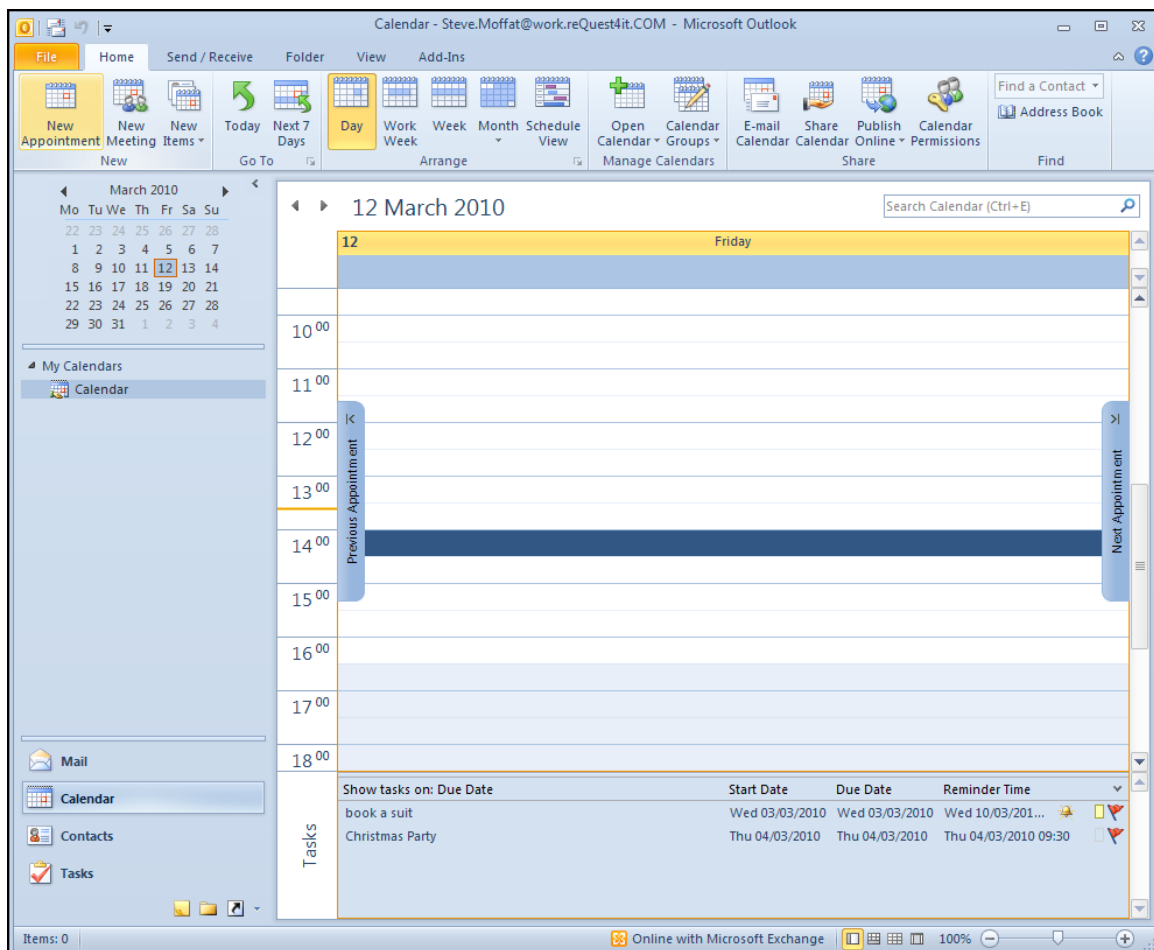 Calendar - Steve.Moffat@work.reQuest4it.COM - Microsoft Outlook
File Home Send / Receive Folder View Add-Ins
New Appointment
New Meeting
New Items
Today
Next 7 Days
Day
Work Week
Week
Month
Schedule View
Open Calendar
Calendar Groups
E-mail Calendar
Share Calendar
Publish Online
Calendar Permissions
Find a Contact
Address Book
New Go To Arrange Manage Calendars Share Find
March 2010
Mo Tu We Th Fr Sa Su
22 23 24 25 26 27 28
1 2 3 4 5 6 7
8 9 10 11 12 13 14
15 16 17 18 19 20 21
22 23 24 25 26 27 28
29 30 31 1 2 3 4
My Calendars
Calendar
Mail
Calendar
Contacts
Tasks
12 March 2010
Search Calendar (Ctrl+E)
12 Friday
10 00
11 00
12 00
13 00
14 00
15 00
16 00
17 00
18 00
Previous Appointment
Next Appointment
Tasks
Show tasks on: Due Date Start Date Due Date Reminder Time
book a suit Wed 03/03/2010 Wed 03/03/2010 Wed 10/03/201...
Christmas Party Thu 04/03/2010 Thu 04/03/2010 Thu 04/03/2010 09:30
Items: 0 Online with Microsoft Exchange 100%